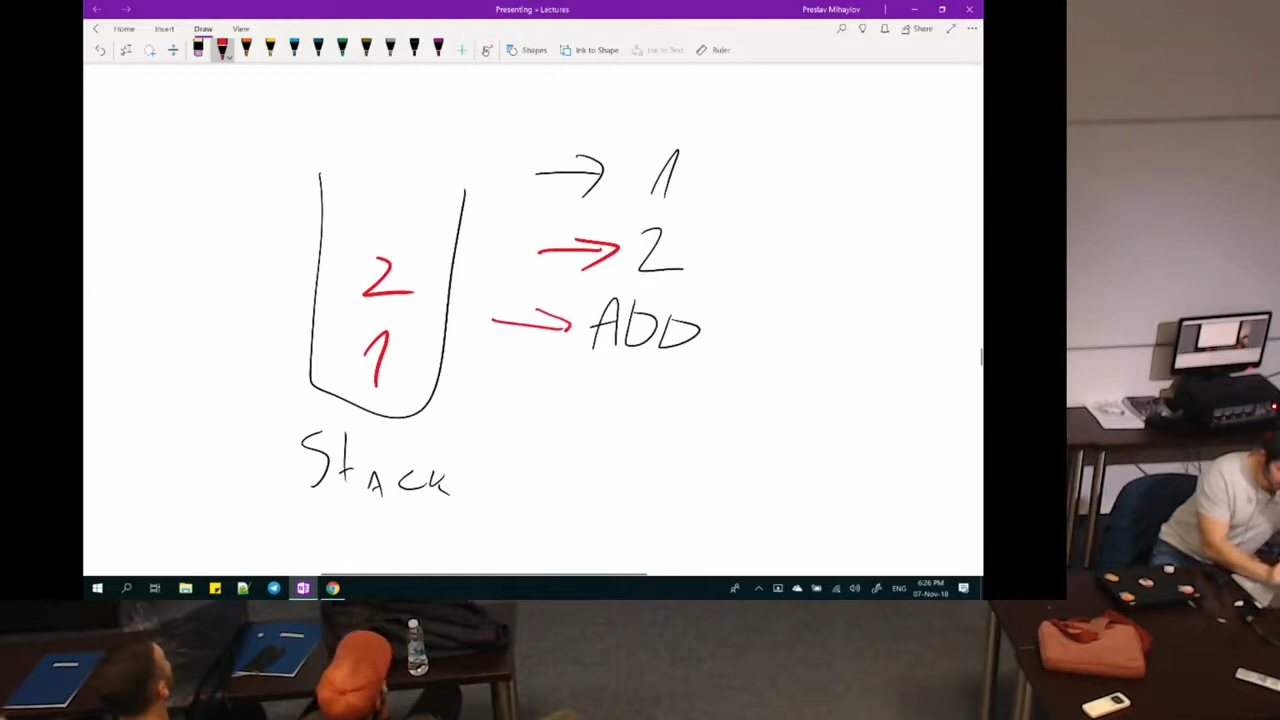 Presenting » Lectures
Preslav Mihaylov
Home Insert Draw View
Share
Shapes
Ink to Shape
Ink to Text
Ruler
1
2
ADD
2
1
Stack
ENG
6:26 PM
07-Nov-18